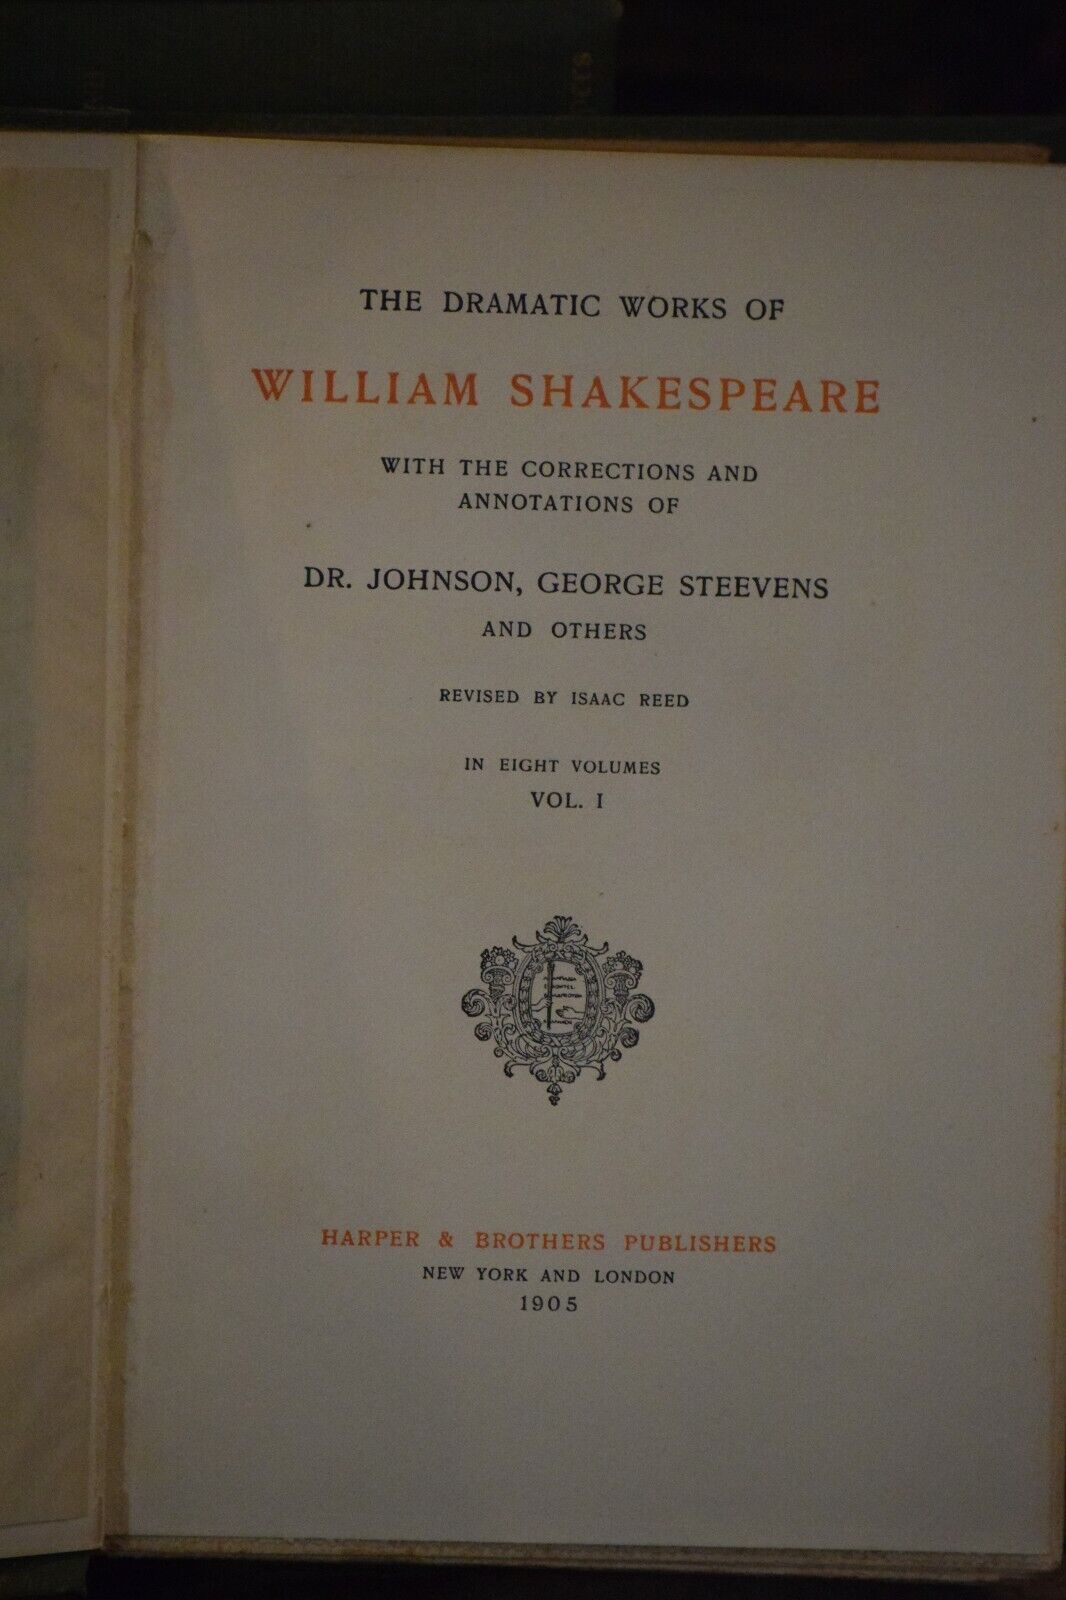 THE DRAMATIC WORKS OF
WILLIAM SHAKESPEARE
WITH THE CORRECTIONS AND
ANNOTATIONS OF
DR. JOHNSON, GEORGE STEEVENS
AND OTHERS
REVISED BY ISAAC REED
IN EIGHT VOLUMES
VOL. I
HARPER & BROTHERS PUBLISHERS
NEW YORK AND LONDON
1905